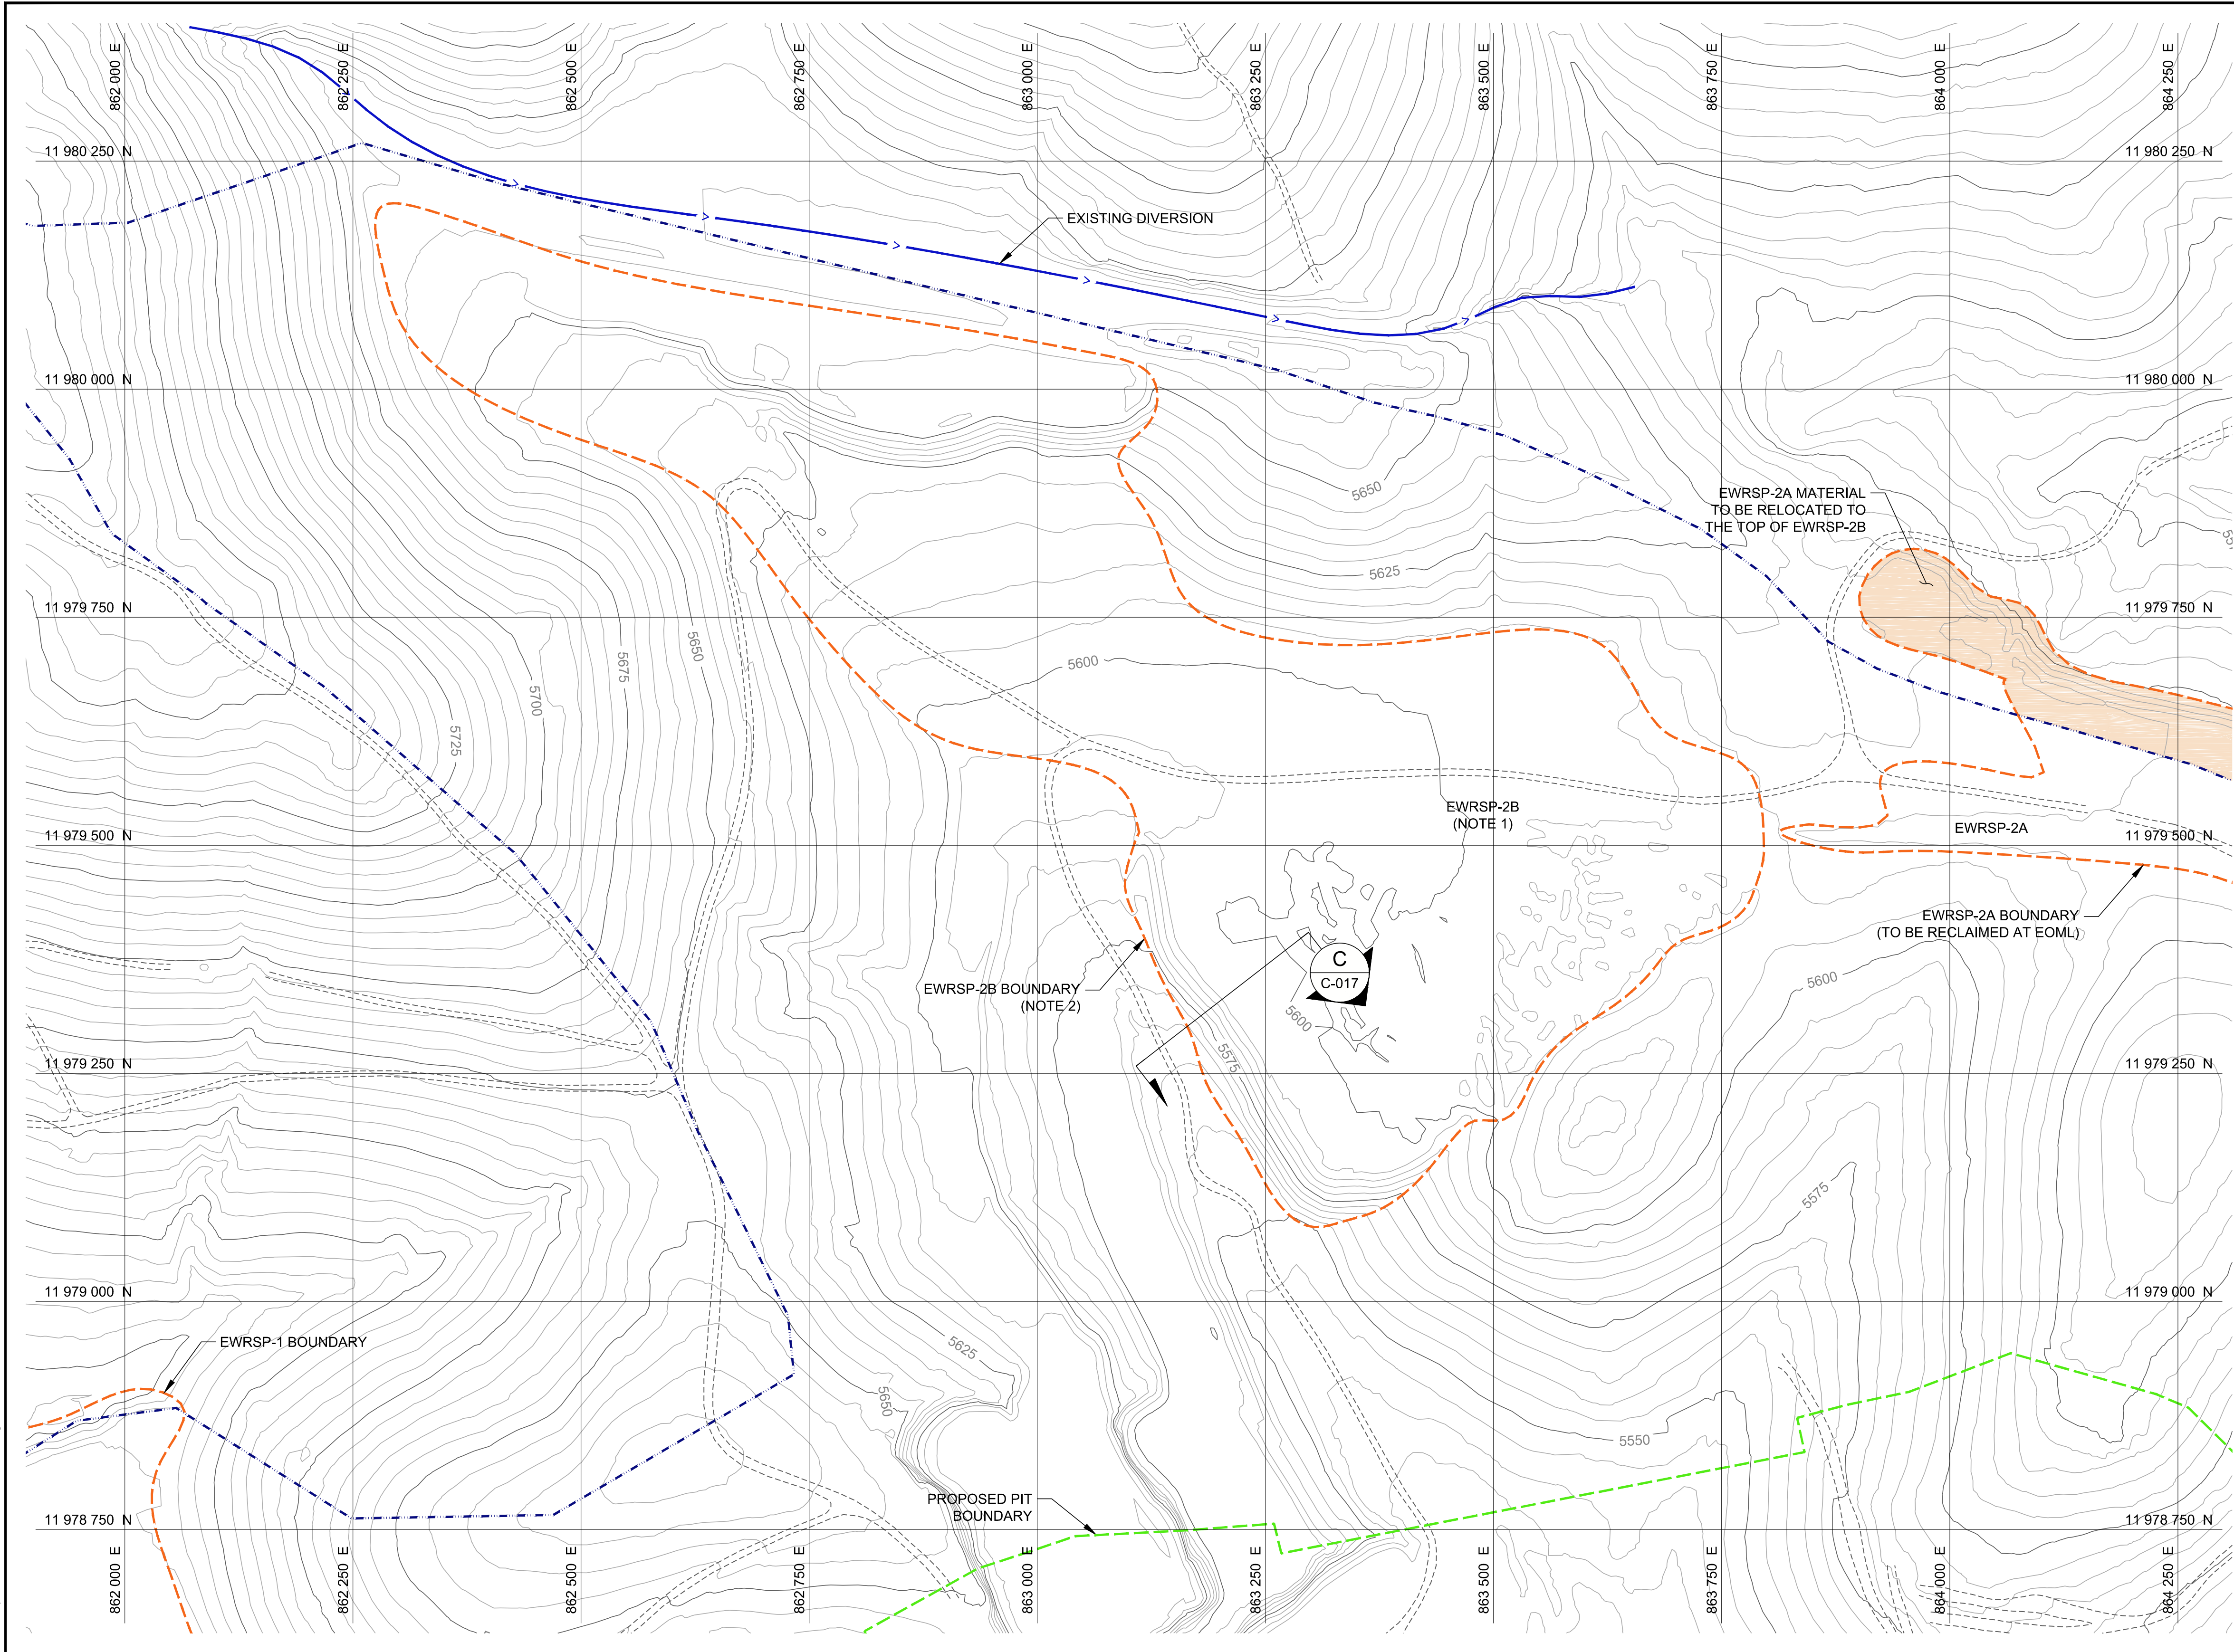 862 000 E
862 250 E
862 500 E
862 750 E
863 000 E
863 250 E
863 500 E
863 750 E
864 000 E
864 250 E
11 980 250 N
11 980 250 N
EXISTING DIVERSION
11 980 000 N
11 980 000 N
5650
EWRSP-2A MATERIAL
TO BE RELOCATED TO
THE TOP OF EWRSP-2B
5625
11 979 750 N
11 979 750 N
5650
5675
5700
5725
5600
EWRSP-2B
(NOTE 1)
EWRSP-2A
11 979 500 N
11 979 500 N
EWRSP-2A BOUNDARY
(TO BE RECLAIMED AT EOML)
C
C-017
EWRSP-2B BOUNDARY
(NOTE 2)
5600
5600
5575
11 979 250 N
11 979 250 N
5575
11 979 000 N
11 979 000 N
EWRSP-1 BOUNDARY
5625
5650
5550
PROPOSED PIT
BOUNDARY
11 978 750 N
11 978 750 N
862 000 E
862 250 E
862 500 E
862 750 E
863 000 E
863 250 E
863 500 E
863 750 E
864 000 E
864 250 E